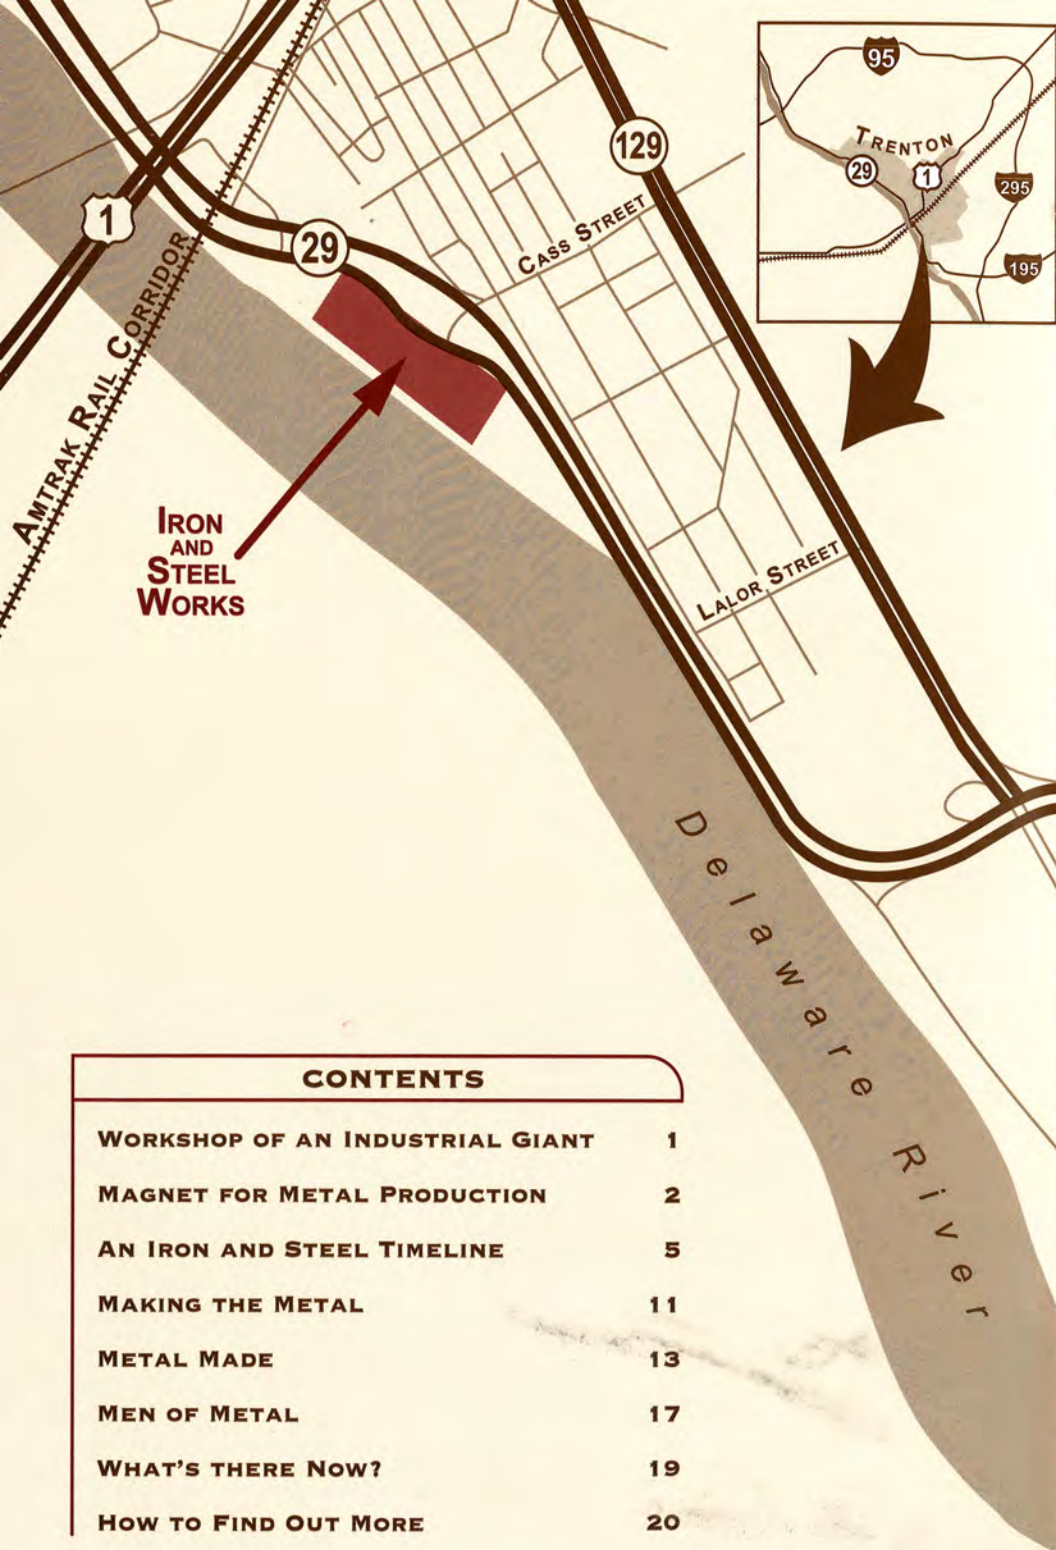 95
TRENTON
29
1
295
195
129
1
29
CASS STREET
AMTRAK RAIL CORRIDOR
IRON
AND
STEEL
WORKS
LALOR STREET
Delaware River
CONTENTS
WORKSHOP OF AN INDUSTRIAL GIANT 1
MAGNET FOR METAL PRODUCTION 2
AN IRON AND STEEL TIMELINE 5
MAKING THE METAL 11
METAL MADE 13
MEN OF METAL 17
WHAT'S THERE NOW? 19
HOW TO FIND OUT MORE 20